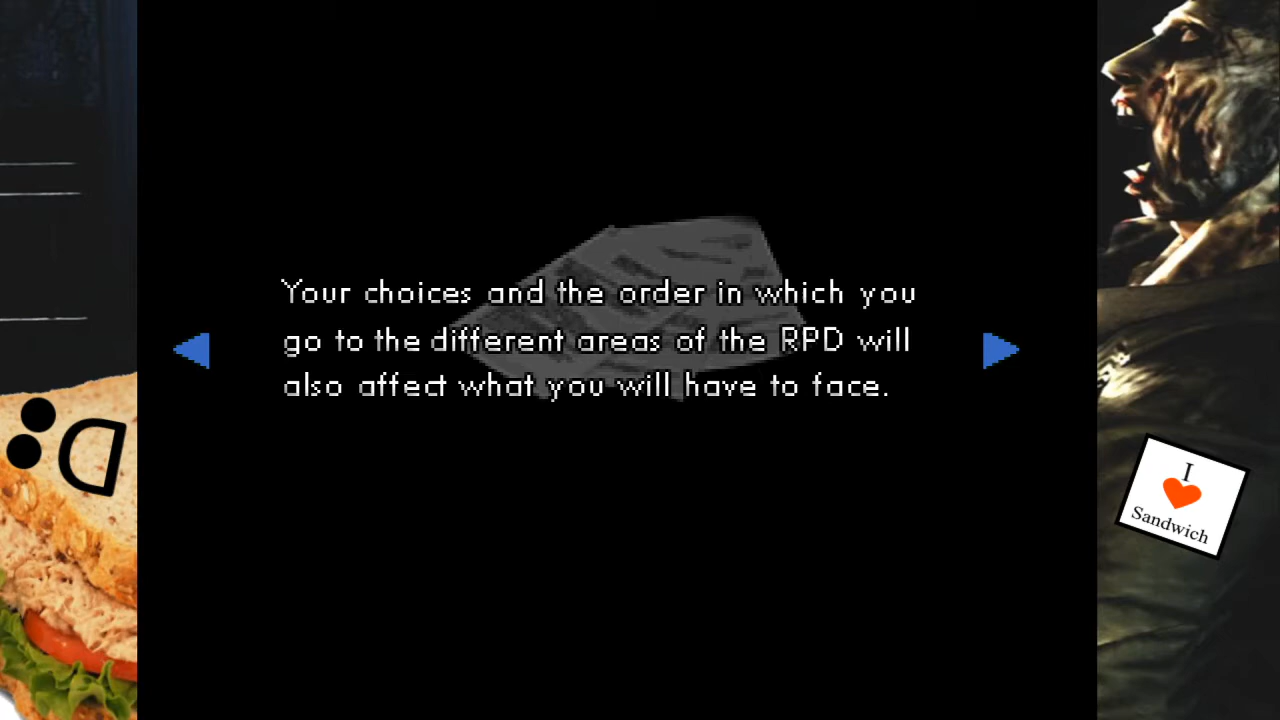 Your choices and the order in which you
go to the different areas of the RPD will
also affect what you will have to face.
:D
I
Sandwich